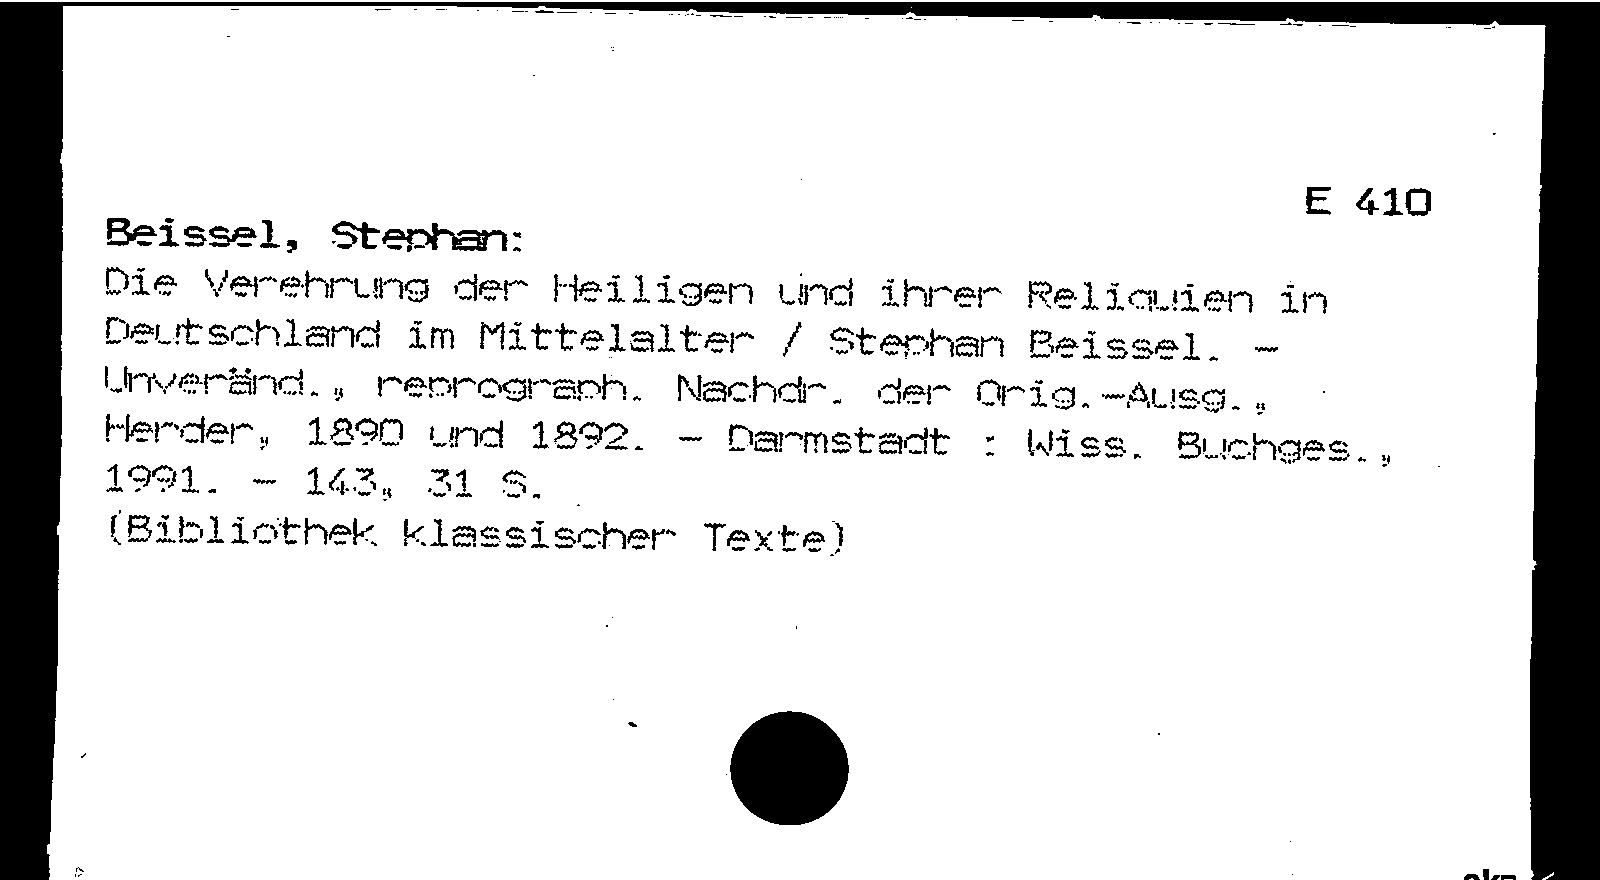 E 410
Beissel, Stephan:
Die Verehrung der Heiligen und ihrer Reliquien in
Deutschland im Mittelalter / Stephan Beissel. -
Unveränd., reprograph. Nachdr. der Orig.-Ausg.,
Herder, 1890 und 1892. - Darmstadt : Wiss. Buchges.,
1991. - 143, 31 S.
(Bibliothek klassischer Texte)